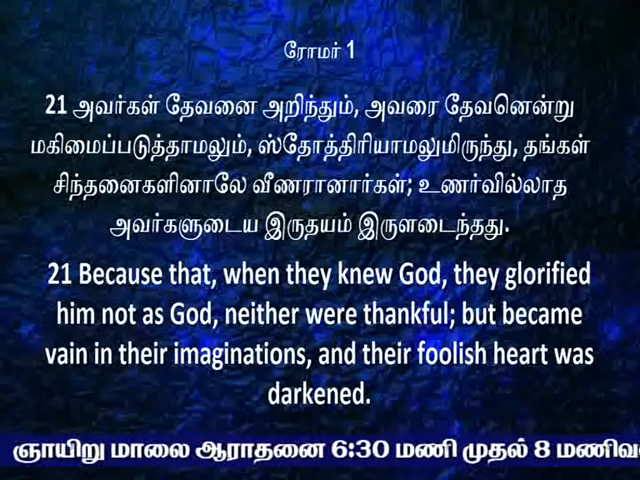 ரோமர் 1
21 அவர்கள் தேவனை அறிந்தும், அவரை தேவனென்று
மகிமைப்படுத்தாமலும், ஸ்தோத்திரியாமலுமிருந்து, தங்கள்
சிந்தனைகளினாலே வீணரானார்கள்; உணர்வில்லாத
அவர்களுடைய இருதயம் இருளடைந்தது.
21 Because that, when they knew God, they glorified
him not as God, neither were thankful; but became
vain in their imaginations, and their foolish heart was
darkened.
ஞாயிறு மாலை ஆராதனை 6:30 மணி முதல் 8